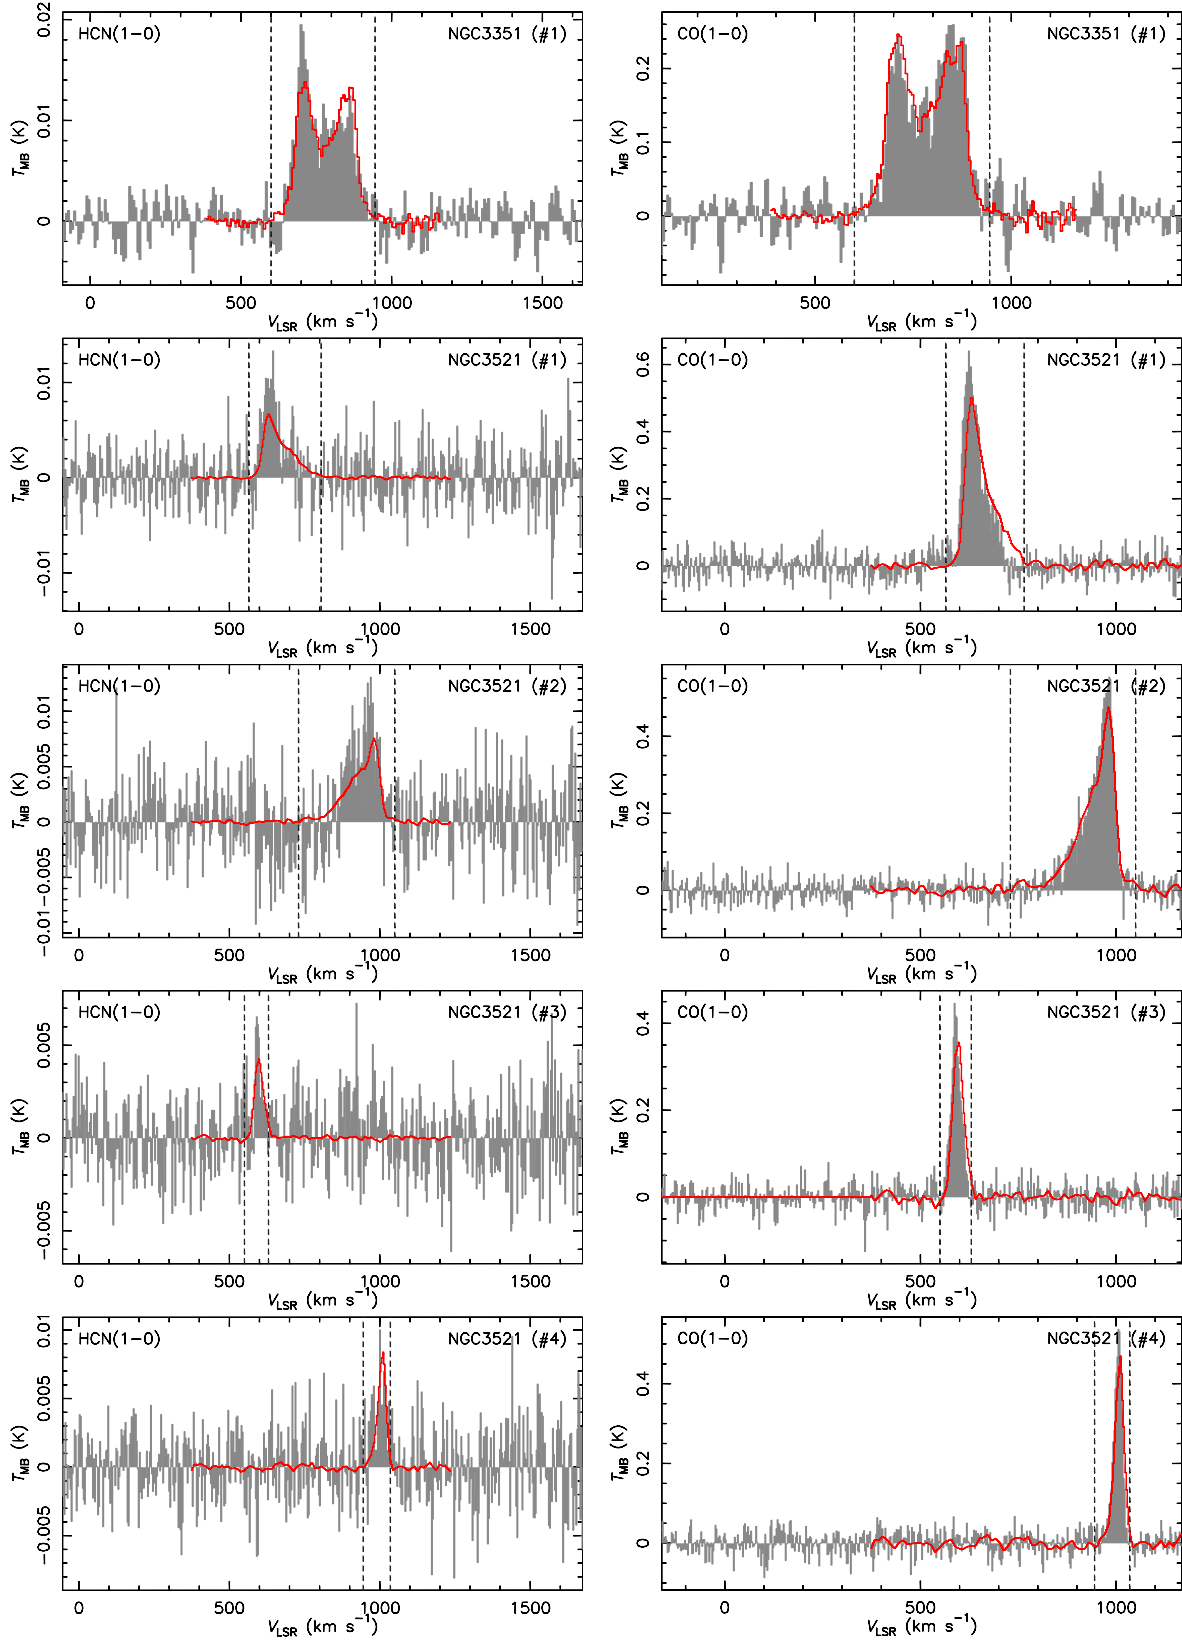 HCN(1−0) NGC3351 (#1)
T_MB (K)
0.02
0.01
0
0 500 1000 1500
V_LSR (km s⁻¹)
CO(1−0) NGC3351 (#1)
T_MB (K)
0.2
0.1
0
500 1000
V_LSR (km s⁻¹)
HCN(1−0) NGC3521 (#1)
T_MB (K)
0.01
0
−0.01
0 500 1000 1500
V_LSR (km s⁻¹)
CO(1−0) NGC3521 (#1)
T_MB (K)
0.6
0.4
0.2
0
0 500 1000
V_LSR (km s⁻¹)
HCN(1−0) NGC3521 (#2)
T_MB (K)
0.01
0.005
0
−0.005
−0.01
0 500 1000 1500
V_LSR (km s⁻¹)
CO(1−0) NGC3521 (#2)
T_MB (K)
0.4
0.2
0
0 500 1000
V_LSR (km s⁻¹)
HCN(1−0) NGC3521 (#3)
T_MB (K)
0.005
0
−0.005
0 500 1000 1500
V_LSR (km s⁻¹)
CO(1−0) NGC3521 (#3)
T_MB (K)
0.4
0.2
0
0 500 1000
V_LSR (km s⁻¹)
HCN(1−0) NGC3521 (#4)
T_MB (K)
0.01
0.005
0
−0.005
0 500 1000 1500
V_LSR (km s⁻¹)
CO(1−0) NGC3521 (#4)
T_MB (K)
0.4
0.2
0
0 500 1000
V_LSR (km s⁻¹)